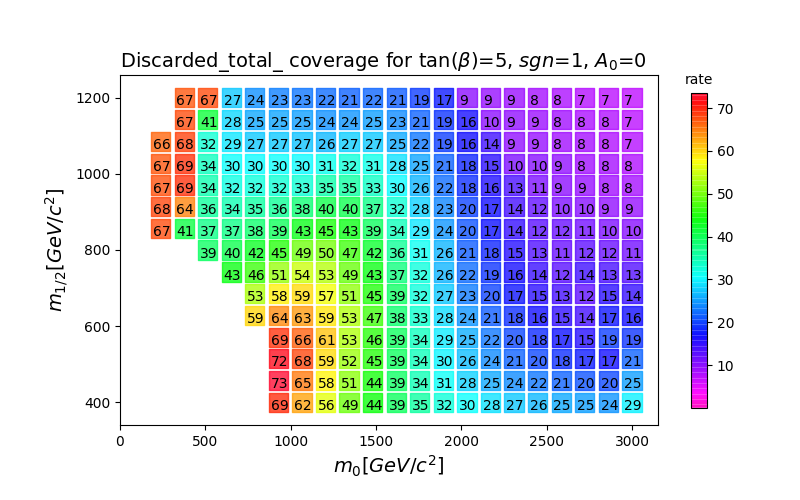 Discarded_total_ coverage for tan(β)=5, sgn=1, A₀=0
rate
1200 67 67 27 24 23 23 22 21 22 21 19 17 9 9 9 8 8 7 7 7 70
67 41 28 25 25 25 24 24 25 23 21 19 16 10 9 9 8 8 8 7
66 68 32 29 27 27 27 26 27 27 25 22 19 16 14 9 9 8 8 8 7 60
1000 67 69 34 30 30 30 30 31 32 31 28 25 21 18 15 10 10 9 9 8 8
67 69 34 32 32 32 33 35 35 33 30 26 22 18 16 13 11 9 9 8 8 50
68 64 36 34 35 36 38 40 40 37 32 28 23 20 17 14 12 10 10 9 9
67 41 37 37 38 39 43 45 43 39 34 29 24 20 17 14 12 12 11 10 10 40
800 39 40 42 45 49 50 47 42 36 31 26 21 18 15 13 11 12 12 11
43 46 51 54 53 49 43 37 32 26 22 19 16 14 12 14 13 13 30
53 58 59 57 51 45 39 32 27 23 20 17 15 13 12 15 14
600 59 64 63 59 53 47 38 33 28 24 21 18 16 15 14 17 16 20
69 66 61 53 46 39 34 29 25 22 20 18 17 15 19 19
72 68 59 52 45 39 34 30 26 24 21 20 18 17 17 21 10
73 65 58 51 44 39 34 31 28 25 24 22 21 20 20 25
400 69 62 56 49 44 39 35 32 30 28 27 26 25 25 24 29
m₁/₂[GeV/c²]
0 500 1000 1500 2000 2500 3000
m₀[GeV/c²]